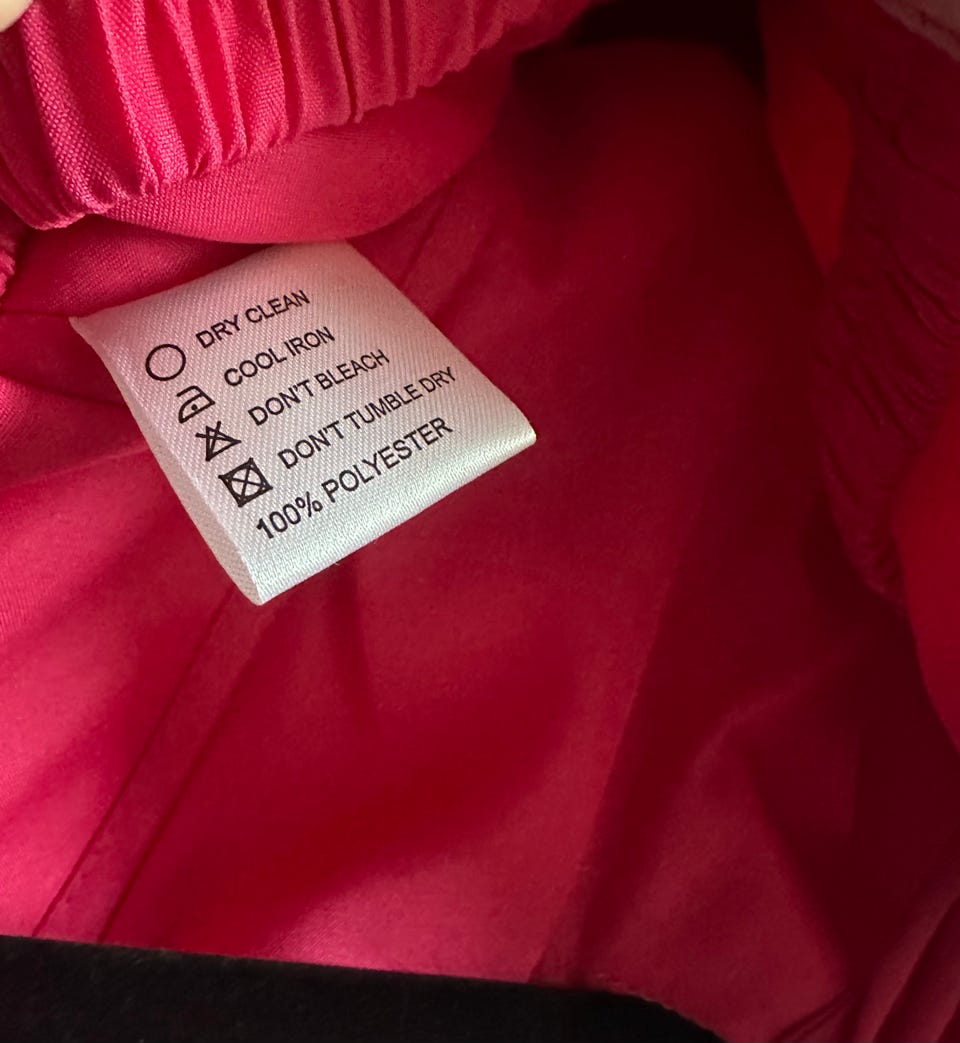 DRY CLEAN
COOL IRON
DON'T BLEACH
DON'T TUMBLE DRY
100% POLYESTER